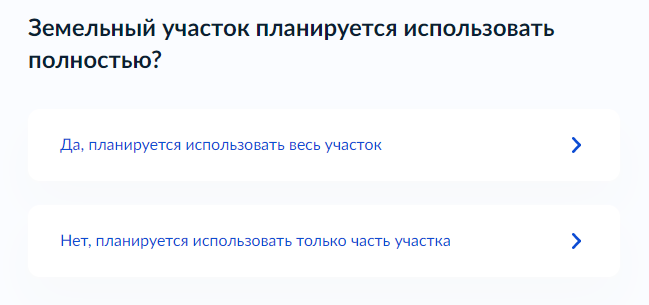 Земельный участок планируется использовать
полностью?
Да, планируется использовать весь участок
Нет, планируется использовать только часть участка